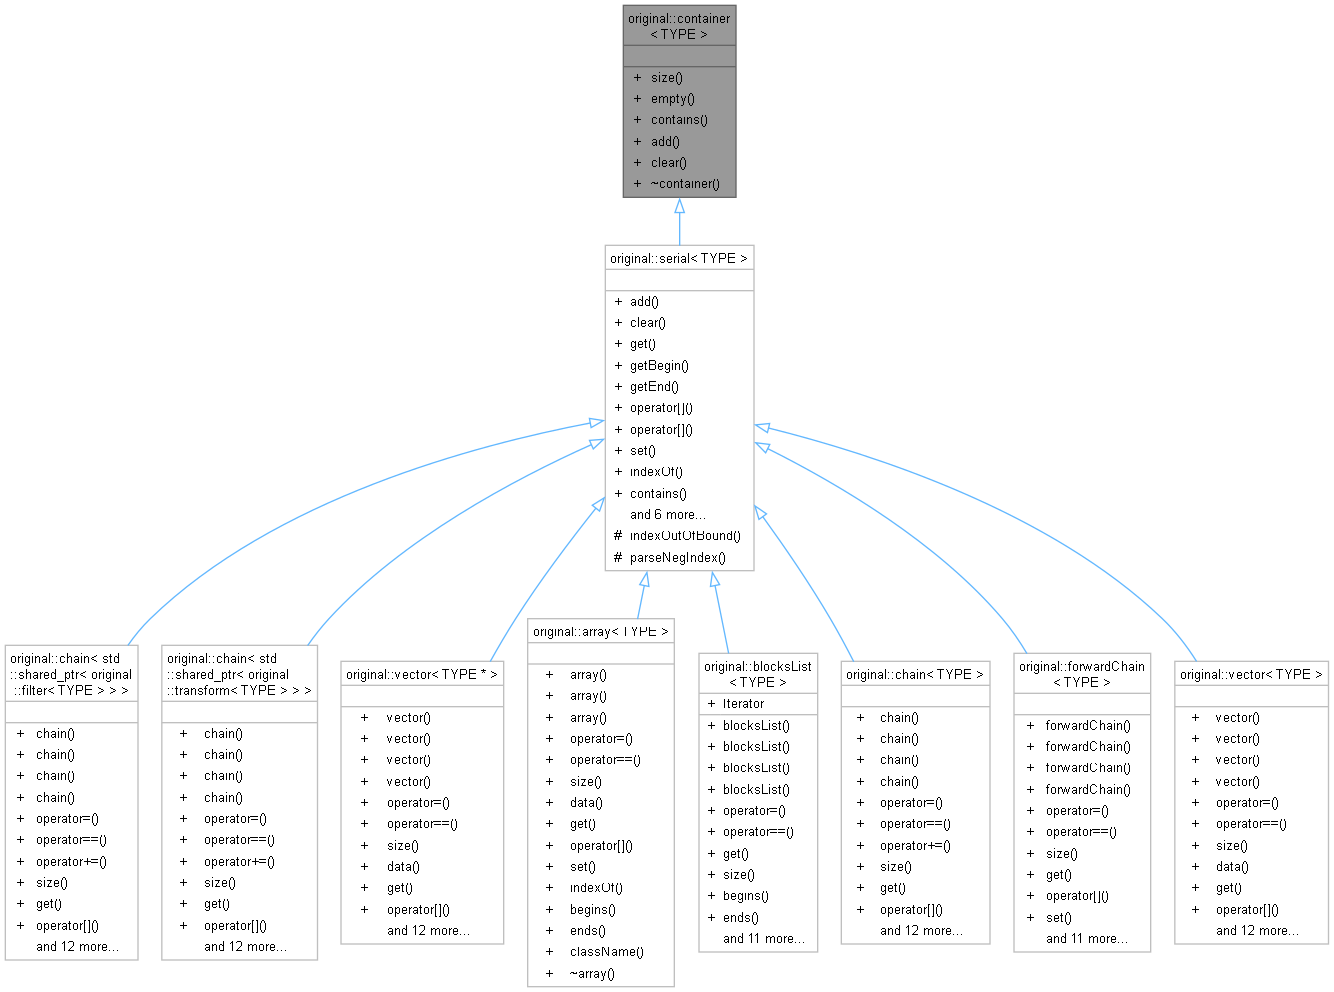 original::container
< TYPE >
+ size()
+ empty()
+ contains()
+ add()
+ clear()
+ ~container()
original::serial< TYPE >
+ add()
+ clear()
+ get()
+ getBegin()
+ getEnd()
+ operator[]()
+ operator[]()
+ set()
+ indexOf()
+ contains()
and 6 more...
# indexOutOfBound()
# parseNegIndex()
original::chain< std
::shared_ptr< original
::filter< TYPE > > >
+ chain()
+ chain()
+ chain()
+ chain()
+ operator=()
+ operator==()
+ operator+=()
+ size()
+ get()
+ operator[]()
and 12 more...
original::chain< std
::shared_ptr< original
::transform< TYPE > > >
+ chain()
+ chain()
+ chain()
+ chain()
+ operator=()
+ operator==()
+ operator+=()
+ size()
+ get()
+ operator[]()
and 12 more...
original::vector< TYPE * >
+ vector()
+ vector()
+ vector()
+ vector()
+ operator=()
+ operator==()
+ size()
+ data()
+ get()
+ operator[]()
and 12 more...
original::array< TYPE >
+ array()
+ array()
+ array()
+ operator=()
+ operator==()
+ size()
+ data()
+ get()
+ operator[]()
+ set()
+ indexOf()
+ begins()
+ ends()
+ className()
+ ~array()
original::blocksList
< TYPE >
+ Iterator
+ blocksList()
+ blocksList()
+ blocksList()
+ blocksList()
+ operator=()
+ operator==()
+ get()
+ size()
+ begins()
+ ends()
and 11 more...
original::chain< TYPE >
+ chain()
+ chain()
+ chain()
+ chain()
+ operator=()
+ operator==()
+ operator+=()
+ size()
+ get()
+ operator[]()
and 12 more...
original::forwardChain
< TYPE >
+ forwardChain()
+ forwardChain()
+ forwardChain()
+ forwardChain()
+ operator=()
+ operator==()
+ size()
+ get()
+ operator[]()
+ set()
and 11 more...
original::vector< TYPE >
+ vector()
+ vector()
+ vector()
+ vector()
+ operator=()
+ operator==()
+ size()
+ data()
+ get()
+ operator[]()
and 12 more...